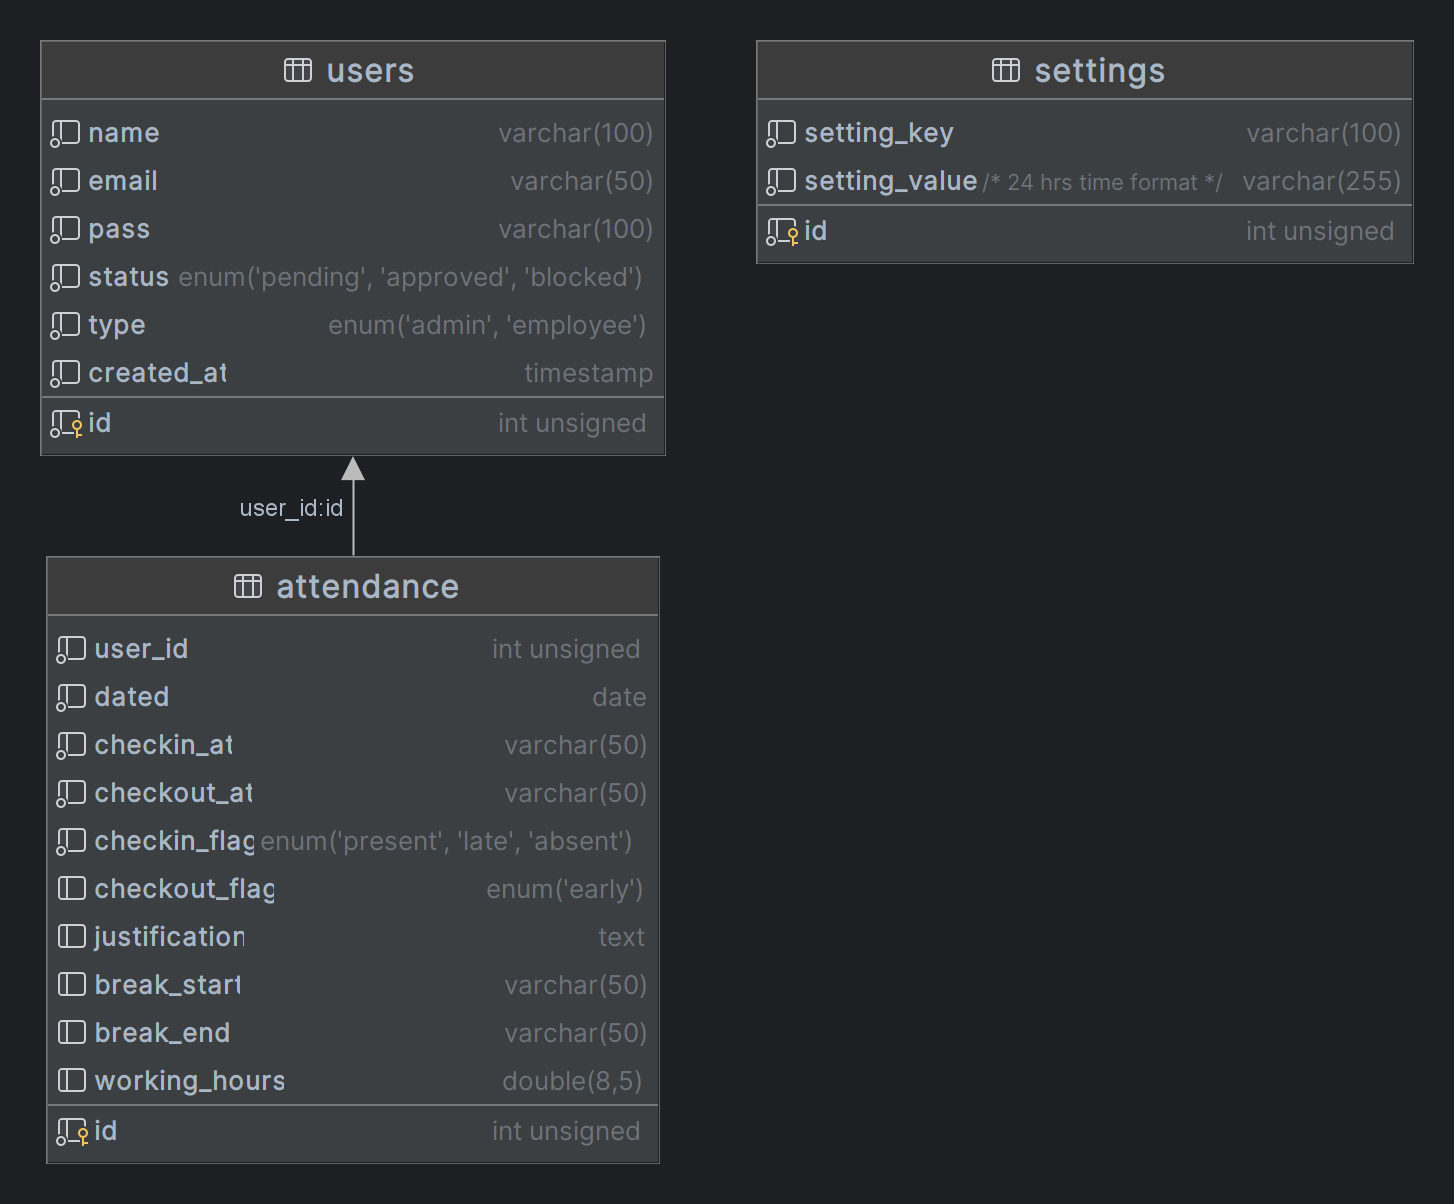 users
name varchar(100)
email varchar(50)
pass varchar(100)
status enum('pending', 'approved', 'blocked')
type enum('admin', 'employee')
created_at timestamp
id int unsigned
settings
setting_key varchar(100)
setting_value /* 24 hrs time format */ varchar(255)
id int unsigned
user_id:id
attendance
user_id int unsigned
dated date
checkin_at varchar(50)
checkout_at varchar(50)
checkin_flag enum('present', 'late', 'absent')
checkout_flag enum('early')
justification text
break_start varchar(50)
break_end varchar(50)
working_hours double(8,5)
id int unsigned